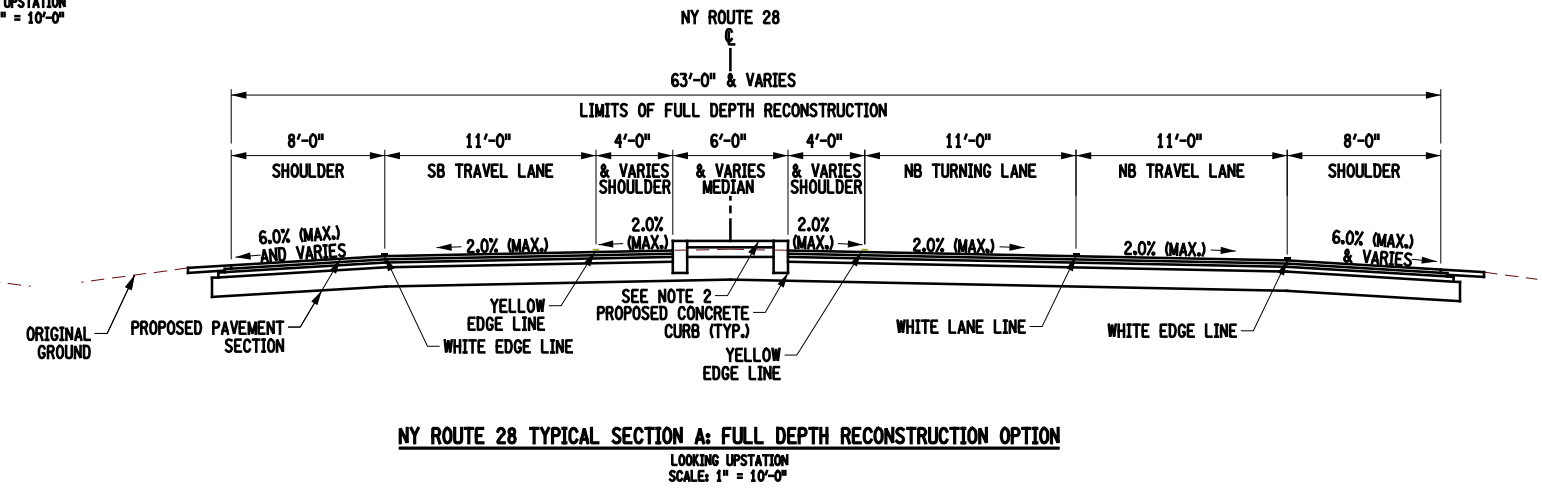 UPSTATION
" = 10'-0"
NY ROUTE 28
℄
63'-0" & VARIES
LIMITS OF FULL DEPTH RECONSTRUCTION
8'-0"
SHOULDER
11'-0"
SB TRAVEL LANE
4'-0"
& VARIES
SHOULDER
6'-0"
& VARIES
MEDIAN
4'-0"
& VARIES
SHOULDER
11'-0"
NB TURNING LANE
11'-0"
NB TRAVEL LANE
8'-0"
SHOULDER
6.0% (MAX.)
AND VARIES
2.0% (MAX.)
2.0%
(MAX.)
2.0%
(MAX.)
2.0% (MAX.)
2.0% (MAX.)
6.0% (MAX.)
& VARIES
ORIGINAL
GROUND
PROPOSED PAVEMENT
SECTION
WHITE EDGE LINE
YELLOW
EDGE LINE
SEE NOTE 2
PROPOSED CONCRETE
CURB (TYP.)
YELLOW
EDGE LINE
WHITE LANE LINE
WHITE EDGE LINE
NY ROUTE 28 TYPICAL SECTION A: FULL DEPTH RECONSTRUCTION OPTION
LOOKING UPSTATION
SCALE: 1" = 10'-0"